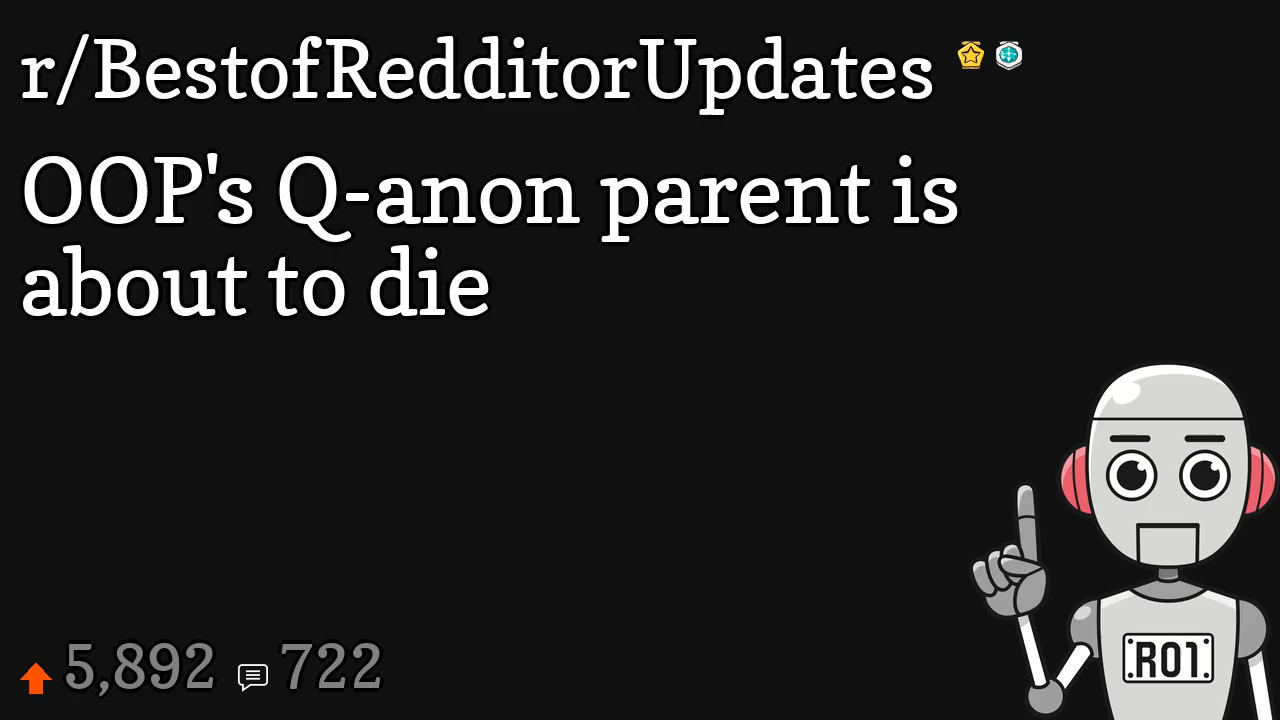 r/BestofRedditorUpdates
OOP's Q-anon parent is
about to die
5,892 722
R01